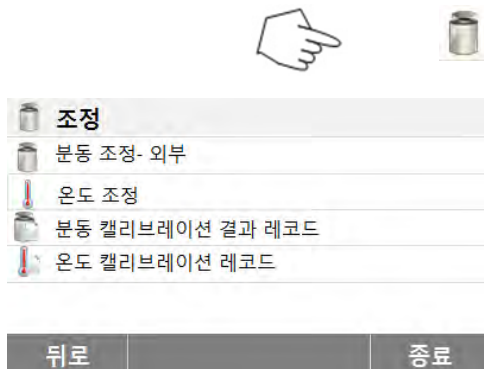 조정
분동 조정- 외부
온도 조정
분동 캘리브레이션 결과 레코드
온도 캘리브레이션 레코드
뒤로 종료